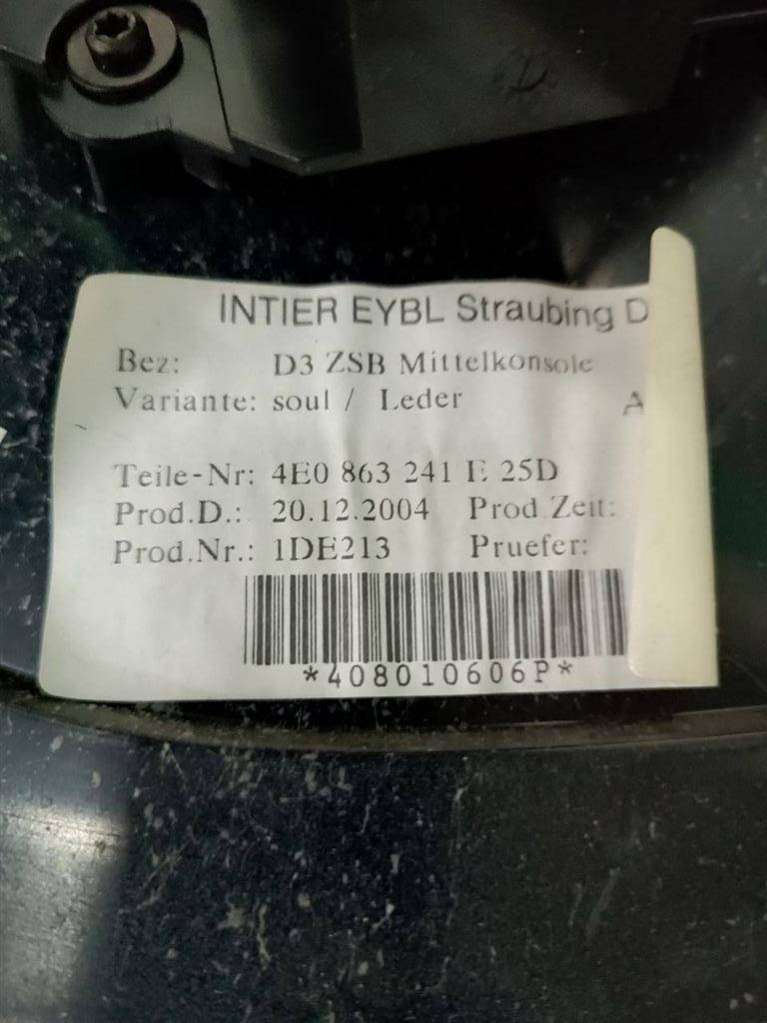 INTIER EYBL Straubing D
Bez: D3 ZSB Mittelkonsole
Variante: soul / Leder A
Teile-Nr: 4E0 863 241 E 25D
Prod.D.: 20.12.2004 Prod.Zeit:
Prod.Nr.: 1DE213 Pruefer:
*408010606P*